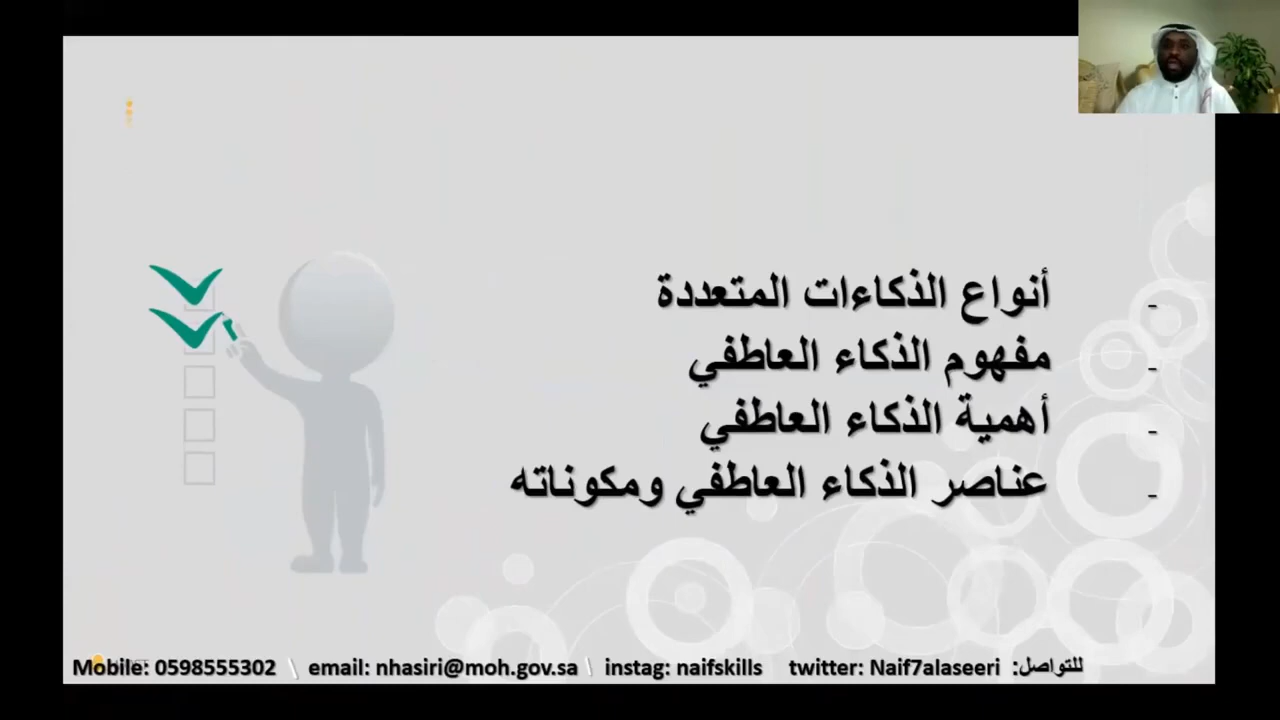 - أنواع الذكاءات المتعددة
- مفهوم الذكاء العاطفي
- أهمية الذكاء العاطفي
- عناصر الذكاء العاطفي ومكوناته
للتواصل: Mobile: 0598555302 \ email: nhasiri@moh.gov.sa \ instag: naifskills twitter: Naif7alaseeri